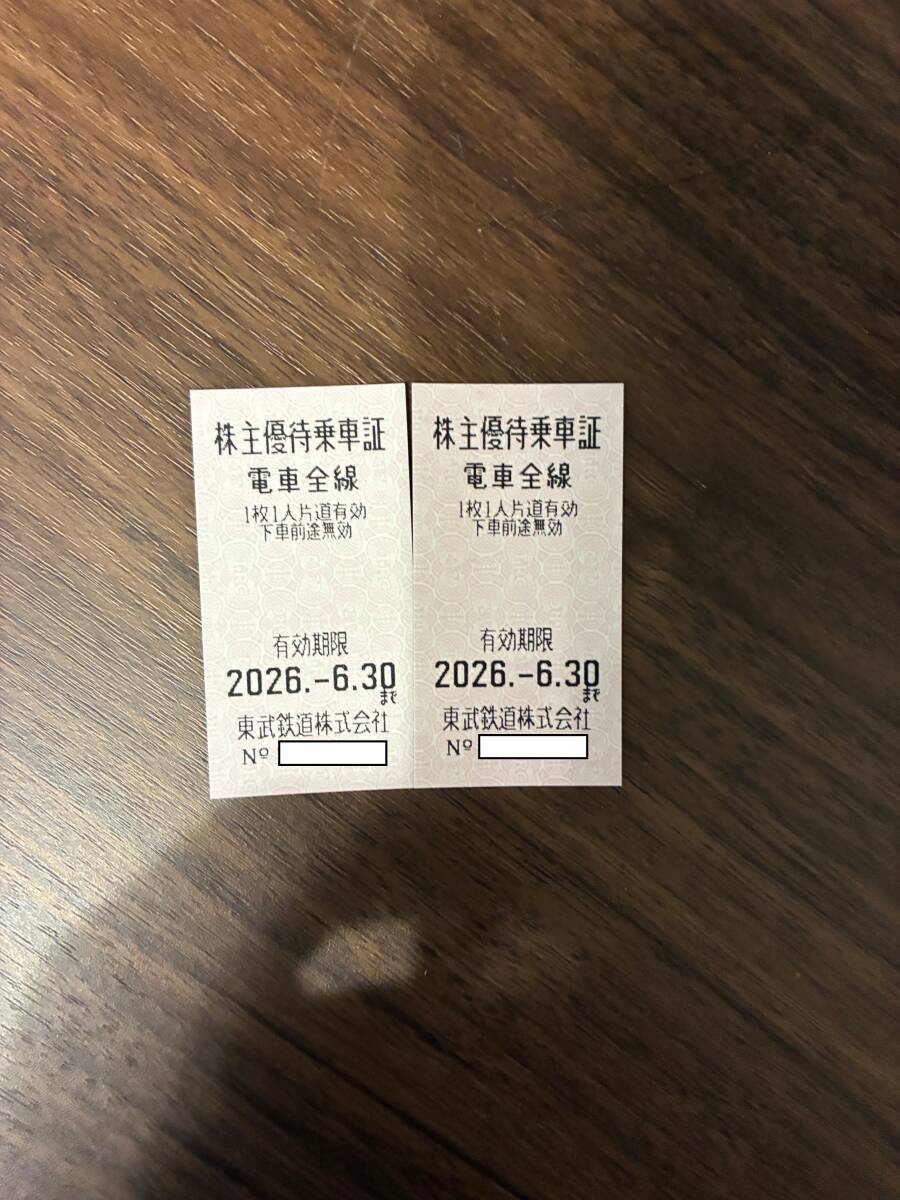 株主優待乗車証
電車全線
1枚1人片道有効
下車前途無効
有効期限
2026.-6.30まで
東武鉄道株式会社
Nº
株主優待乗車証
電車全線
1枚1人片道有効
下車前途無効
有効期限
2026.-6.30まで
東武鉄道株式会社
Nº